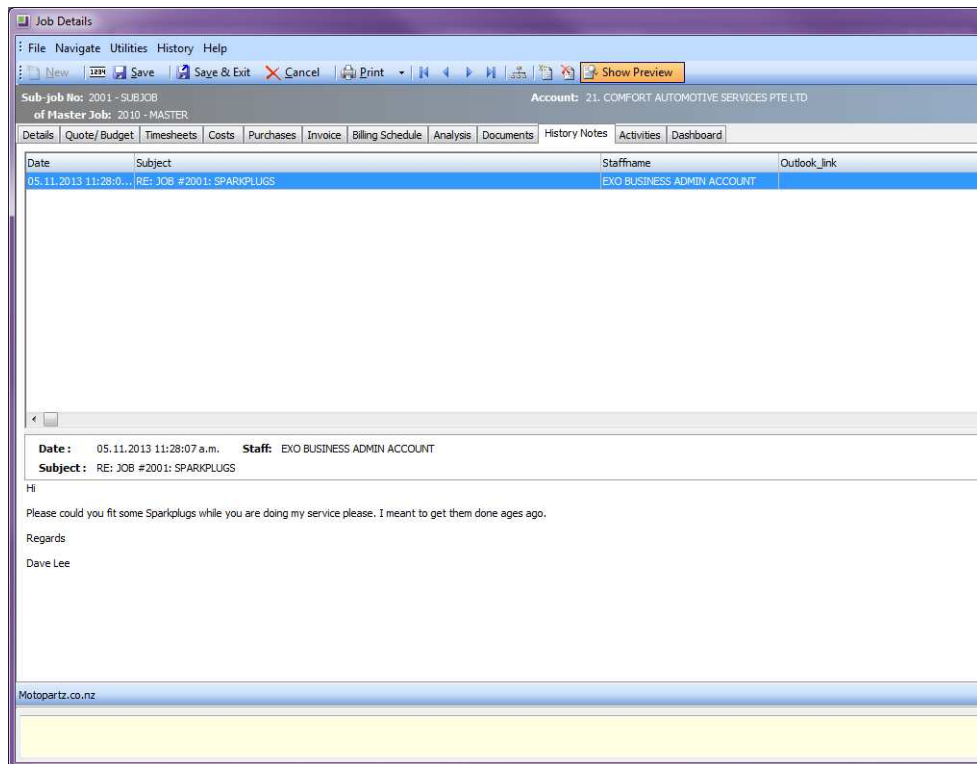 Job Details
File Navigate Utilities History Help
New 1234 Save Save & Exit Cancel Print Show Preview
Sub-job No: 2001 - SUBJOB Account: 21. COMFORT AUTOMOTIVE SERVICES PTE LTD
of Master Job: 2010 - MASTER
Details Quote/ Budget Timesheets Costs Purchases Invoice Billing Schedule Analysis Documents History Notes Activities Dashboard
Date Subject Staffname Outlook_link
05.11.2013 11:28:0... RE: JOB #2001: SPARKPLUGS EXO BUSINESS ADMIN ACCOUNT
Date : 05.11.2013 11:28:07 a.m. Staff: EXO BUSINESS ADMIN ACCOUNT
Subject : RE: JOB #2001: SPARKPLUGS
Hi
Please could you fit some Sparkplugs while you are doing my service please. I meant to get them done ages ago.
Regards
Dave Lee
Motopartz.co.nz